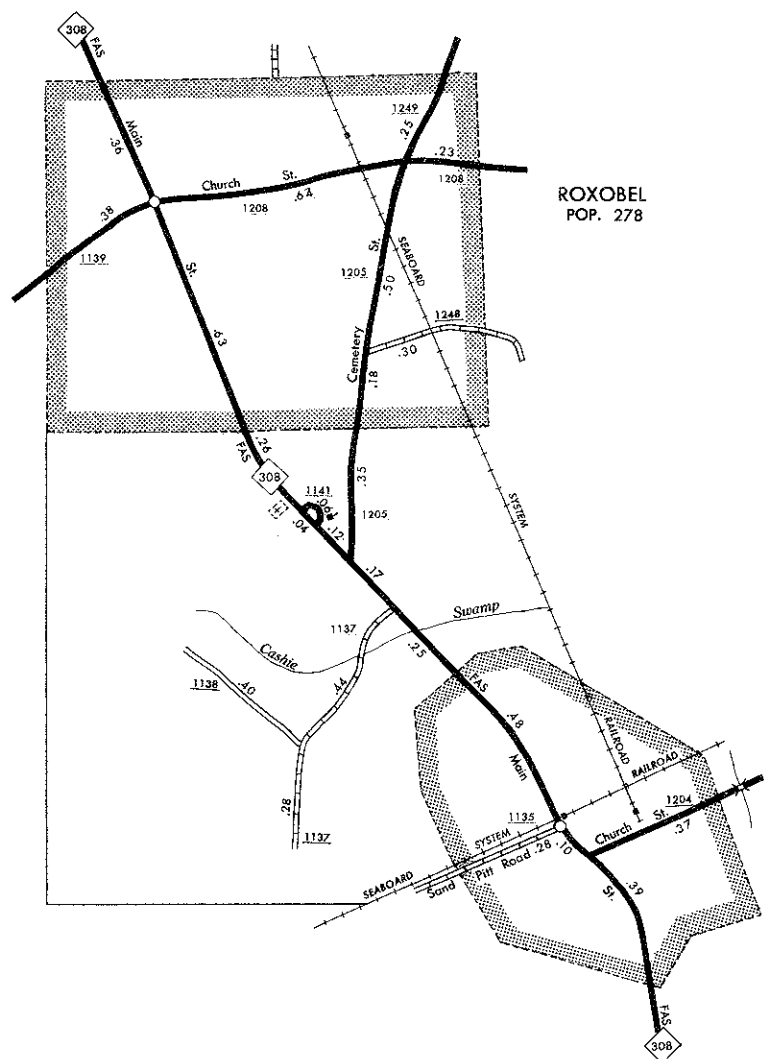 308
FAS
Main
.36
1249
.25
.23
1208
Church St.
.64
1208
ROXOBEL
POP. 278
.38
1139
St.
.63
St.
1205
.50
SEABOARD
1248
.30
Cemetery
.18
.26
FAS
308
.35
1205
SYSTEM
1141
.06
.04
.12
.17
1137
Cashie
Swamp
.25
1138
.40
.44
FAS
.48
Main
RAILROAD
RAILROAD
.28
1137
1135
SYSTEM
SEABOARD
Sand Pitt Road .28
.10
1204
Church St.
.37
St.
.39
FAS
308